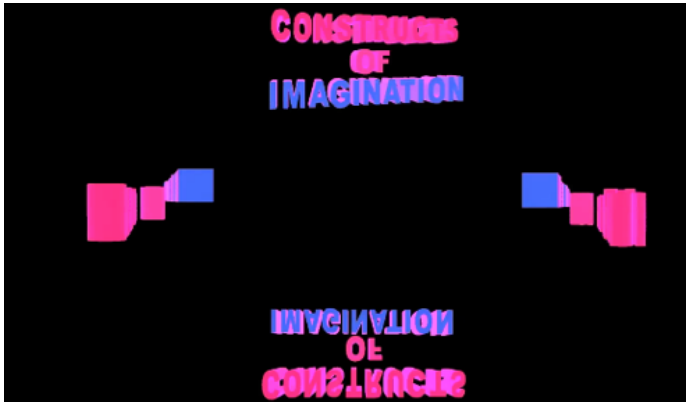 CONSTRUCTS
OF
IMAGINATION
IMAGINATION
OF
CONSTRUCTS